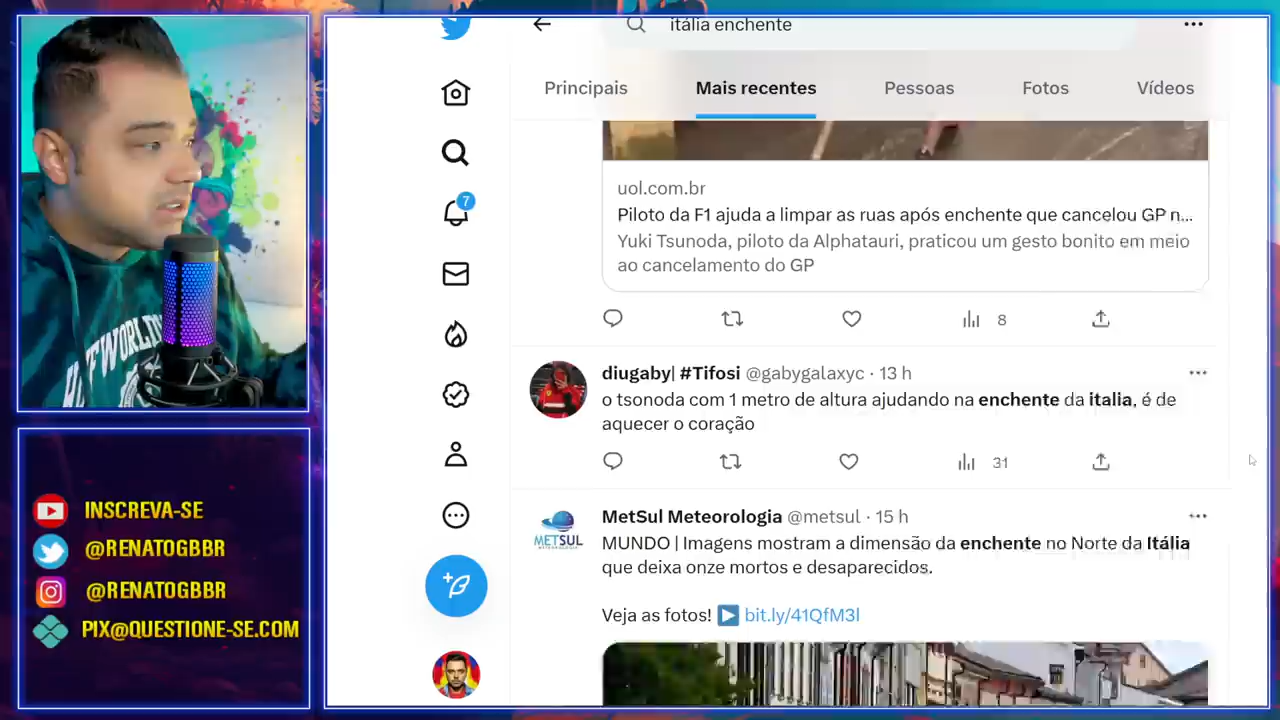 itália enchente
Principais
Mais recentes
Pessoas
Fotos
Vídeos
7
uol.com.br
Piloto da F1 ajuda a limpar as ruas após enchente que cancelou GP n...
Yuki Tsunoda, piloto da Alphatauri, praticou um gesto bonito em meio
ao cancelamento do GP
8
diugaby| #Tifosi @gabygalaxyc · 13 h
o tsonoda com 1 metro de altura ajudando na enchente da italia, é de
aquecer o coração
31
METSUL
MetSul Meteorologia @metsul · 15 h
MUNDO | Imagens mostram a dimensão da enchente no Norte da Itália
que deixa onze mortos e desaparecidos.
Veja as fotos! ▶️ bit.ly/41QfM3l
INSCREVA-SE
@RENATOGBBR
@RENATOGBBR
PIX@QUESTIONE-SE.COM